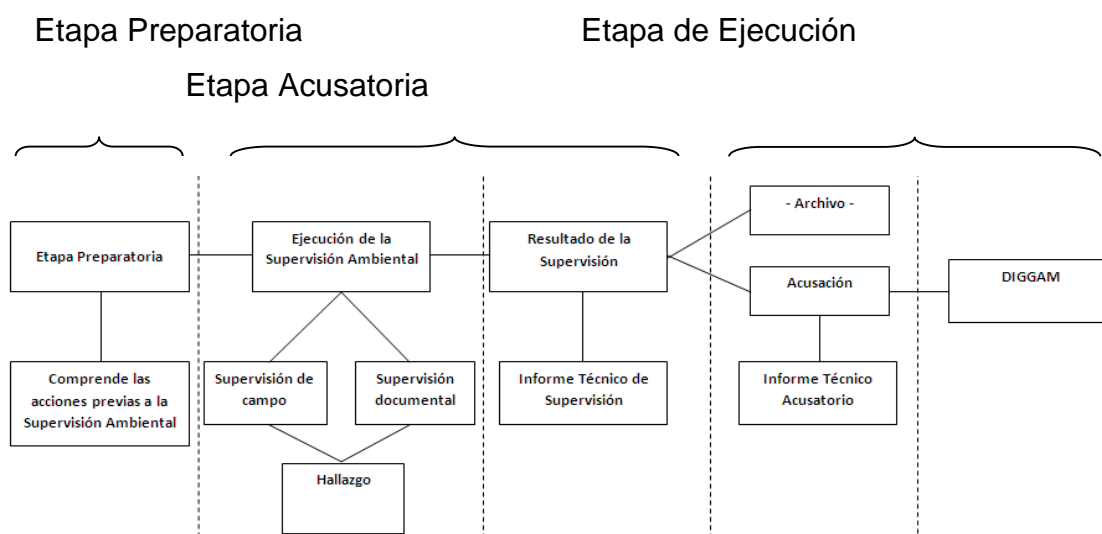 Etapa Preparatoria
Etapa de Ejecución
Etapa Acusatoria
- Archivo -
Etapa Preparatoria
Ejecución de la
Supervisión Ambiental
Resultado de la
Supervisión
Acusación
DIGGAM
Comprende las
acciones previas a la
Supervisión Ambiental
Supervisión de
campo
Supervisión
documental
Informe Técnico de
Supervisión
Informe Técnico
Acusatorio
Hallazgo